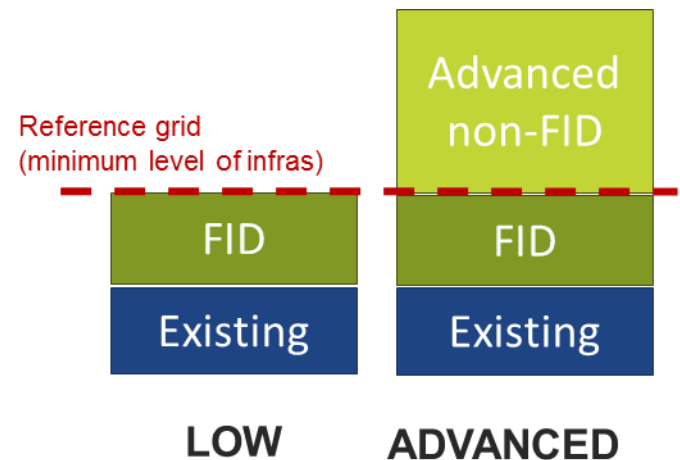 Reference grid
(minimum level of infras)
FID
Existing
LOW
Advanced
non-FID
FID
Existing
ADVANCED